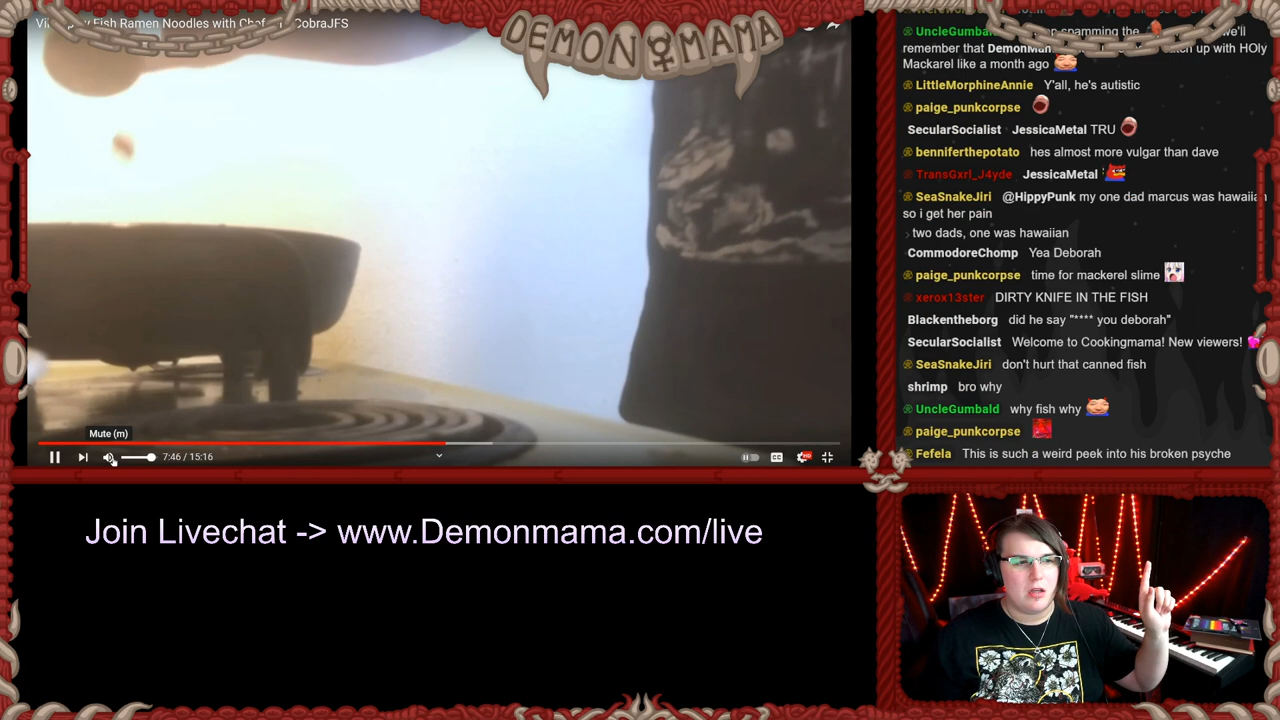 Fish Ramen Noodles with Chef
CobraJFS
DEMON MAMA
UncleGumbald
spamming the
we'll
remember that DemonMama
up with HOly
Mackarel like a month ago
LittleMorphineAnnie Y'all, he's autistic
paige_punkcorpse
SecularSocialist JessicaMetal TRU
benniferthepotato hes almost more vulgar than dave
TransGxrl_J4yde JessicaMetal
SeaSnakeJiri @HippyPunk my one dad marcus was hawaiian
so i get her pain
two dads, one was hawaiian
CommodoreChomp Yea Deborah
paige_punkcorpse time for mackerel slime
xerox13ster DIRTY KNIFE IN THE FISH
Blackentheborg did he say "**** you deborah"
SecularSocialist Welcome to Cookingmama! New viewers!
SeaSnakeJiri don't hurt that canned fish
shrimp bro why
UncleGumbald why fish why
paige_punkcorpse
Fefela This is such a weird peek into his broken psyche
Mute (m)
7:46 / 15:16
CC
HD
Join Livechat -> www.Demonmama.com/live